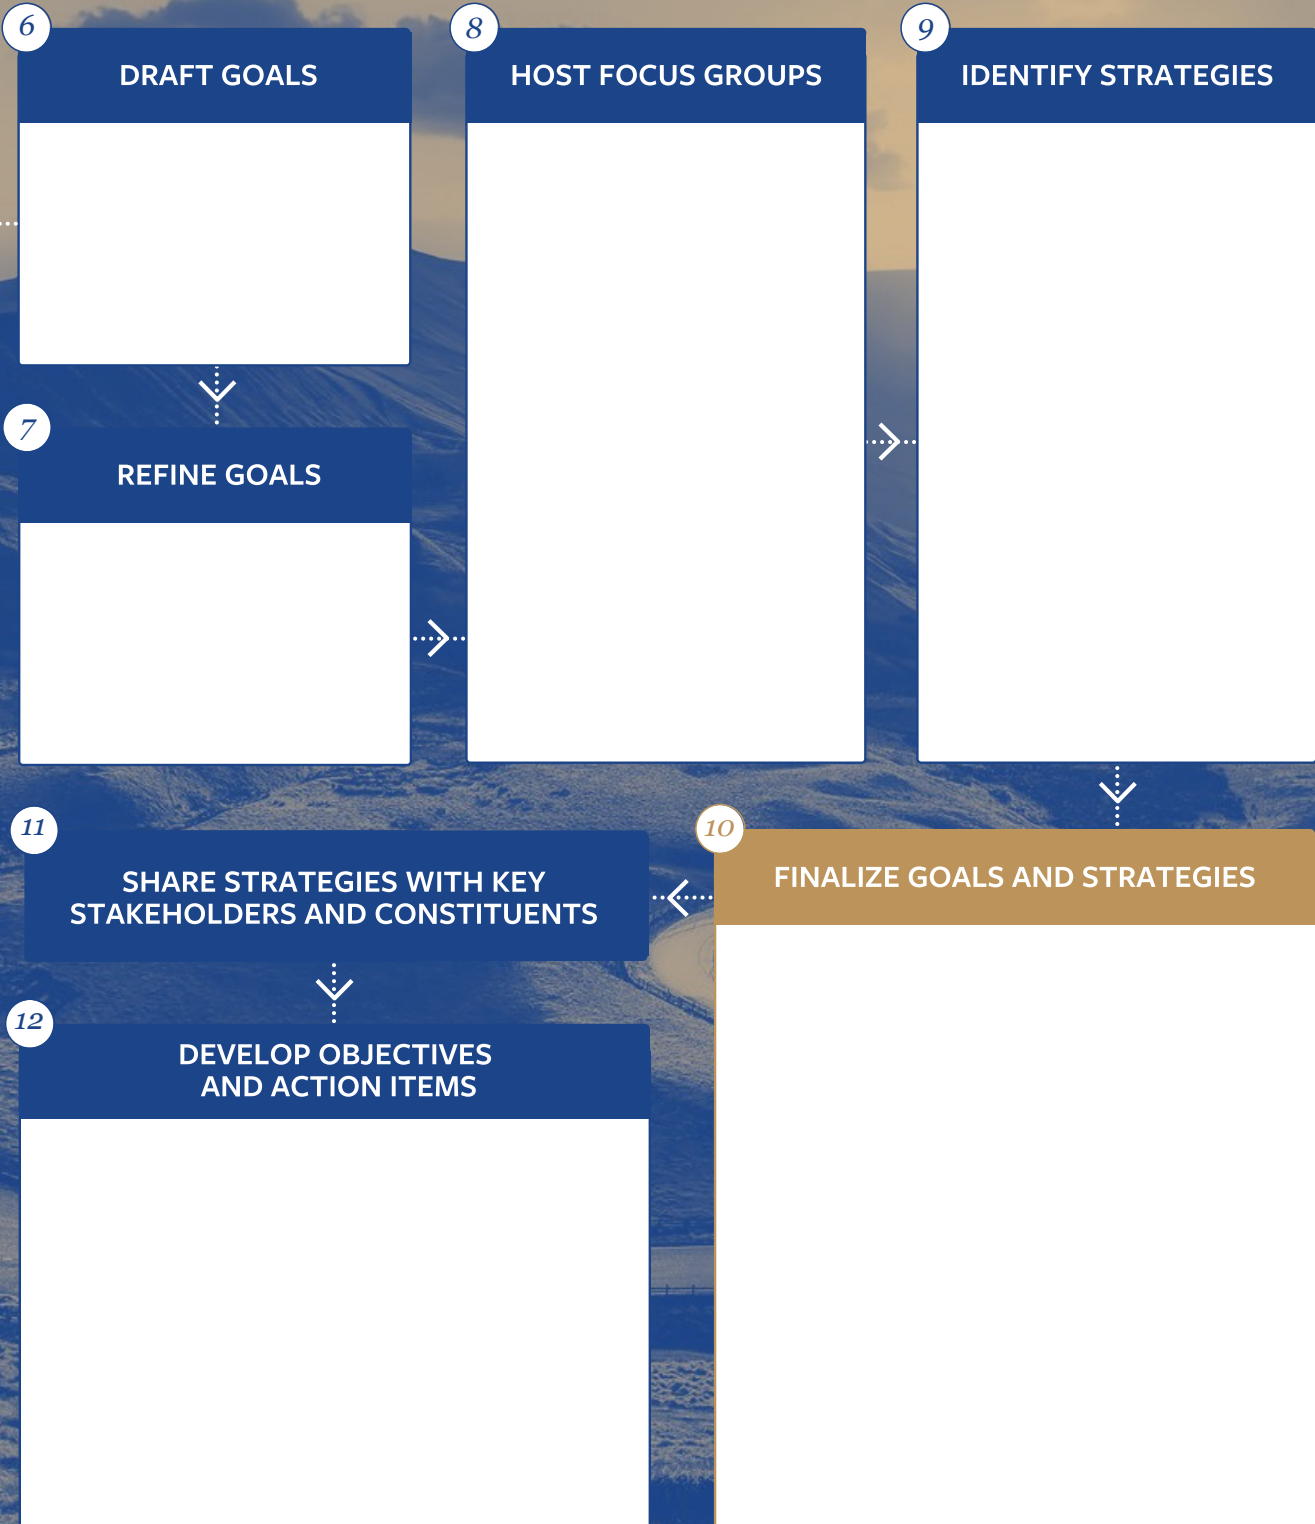 6
DRAFT GOALS
7
REFINE GOALS
8
HOST FOCUS GROUPS
9
IDENTIFY STRATEGIES
10
FINALIZE GOALS AND STRATEGIES
11
SHARE STRATEGIES WITH KEY
STAKEHOLDERS AND CONSTITUENTS
12
DEVELOP OBJECTIVES
AND ACTION ITEMS